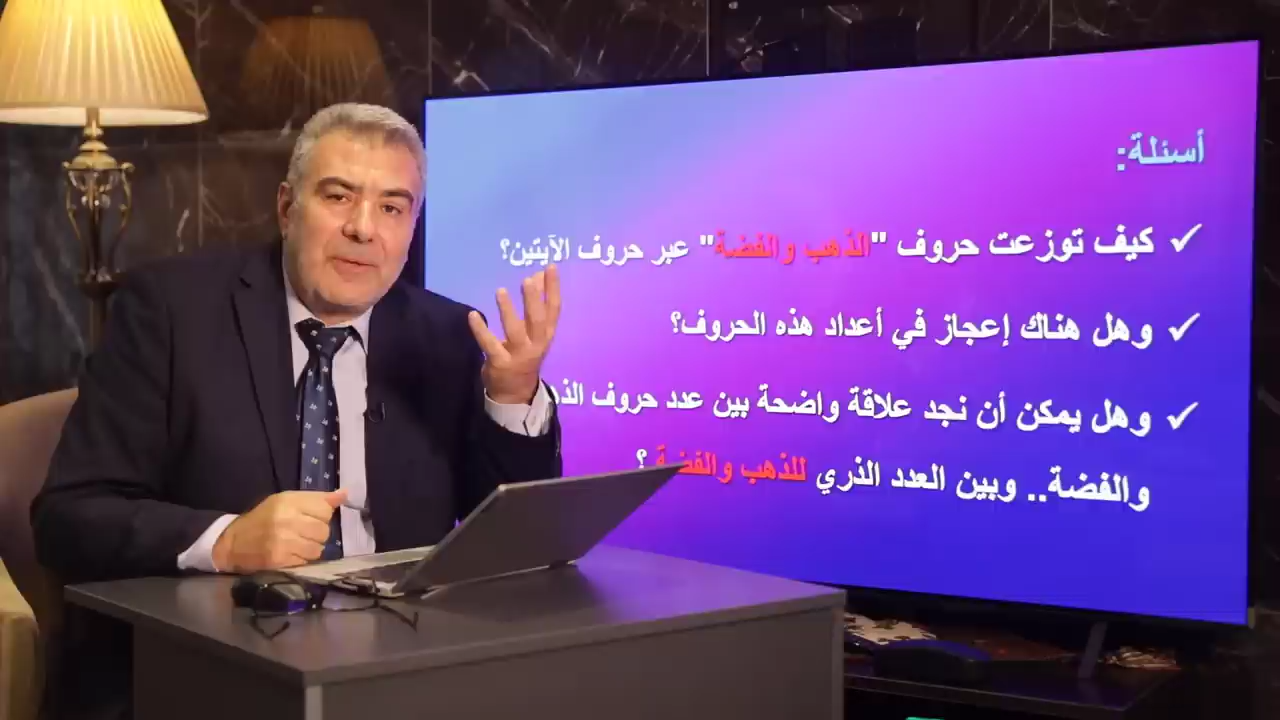 أسئلة:
✓ كيف توزعت حروف "الذهب والفضة" عبر حروف الآيتين؟
✓ وهل هناك إعجاز في أعداد هذه الحروف؟
✓ وهل يمكن أن نجد علاقة واضحة بين عدد حروف
والفضة.. وبين العدد الذري للذهب والفضة ؟